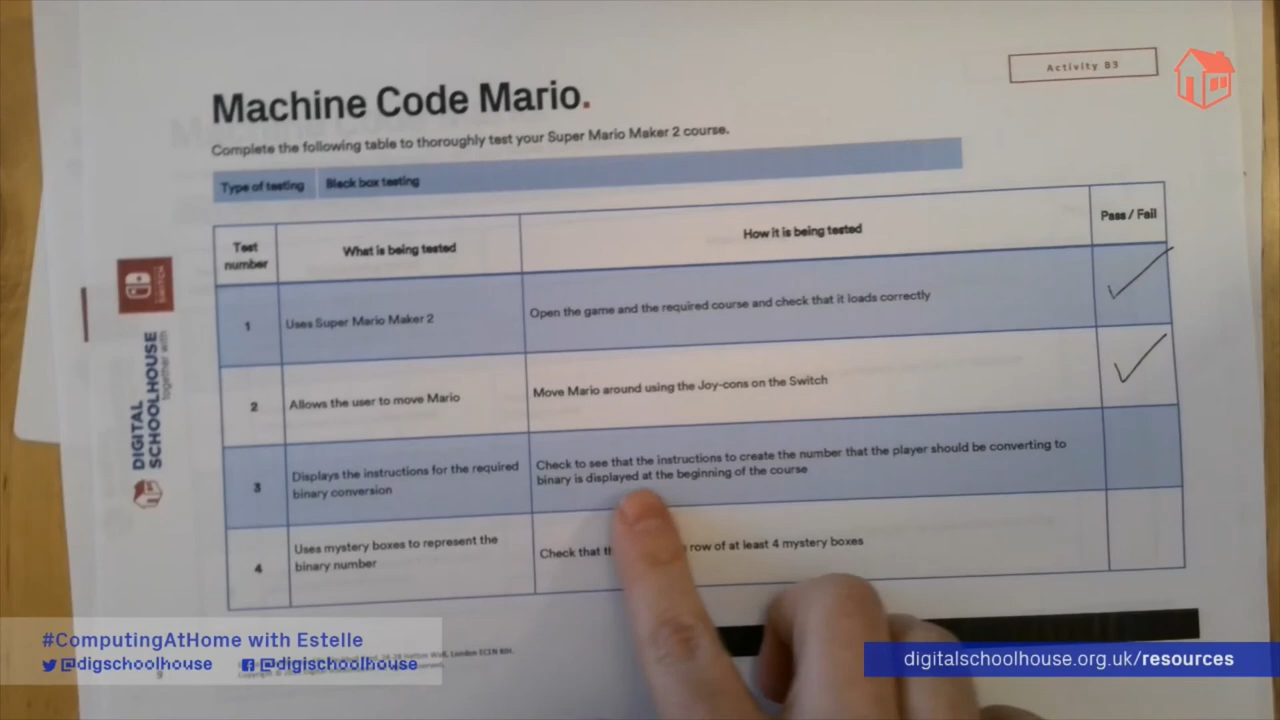 Activity B3
Machine Code Mario.
Complete the following table to thoroughly test your Super Mario Maker 2 course.
Type of testing Black box testing
Test number What is being tested How it is being tested Pass / Fail
1 Uses Super Mario Maker 2 Open the game and the required course and check that it loads correctly
2 Allows the user to move Mario Move Mario around using the Joy-cons on the Switch
3 Displays the instructions for the required Check to see that the instructions to create the number that the player should be converting to
binary conversion binary is displayed at the beginning of the course
4 Uses mystery boxes to represent the Check that row of at least 4 mystery boxes
binary number
SWITCH
DIGITAL
SCHOOLHOUSE
together with
#ComputingAtHome with Estelle
@digschoolhouse @digischoolhouse
London EC1N 8JH.
Copyright
9
digitalschoolhouse.org.uk/resources